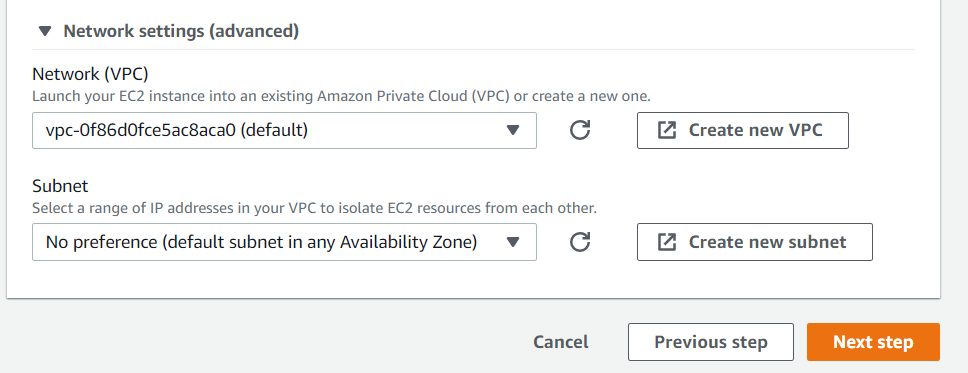 Network settings (advanced)
Network (VPC)
Launch your EC2 instance into an existing Amazon Private Cloud (VPC) or create a new one.
vpc-0f86d0fce5ac8aca0 (default)
Create new VPC
Subnet
Select a range of IP addresses in your VPC to isolate EC2 resources from each other.
No preference (default subnet in any Availability Zone)
Create new subnet
Cancel
Previous step
Next step